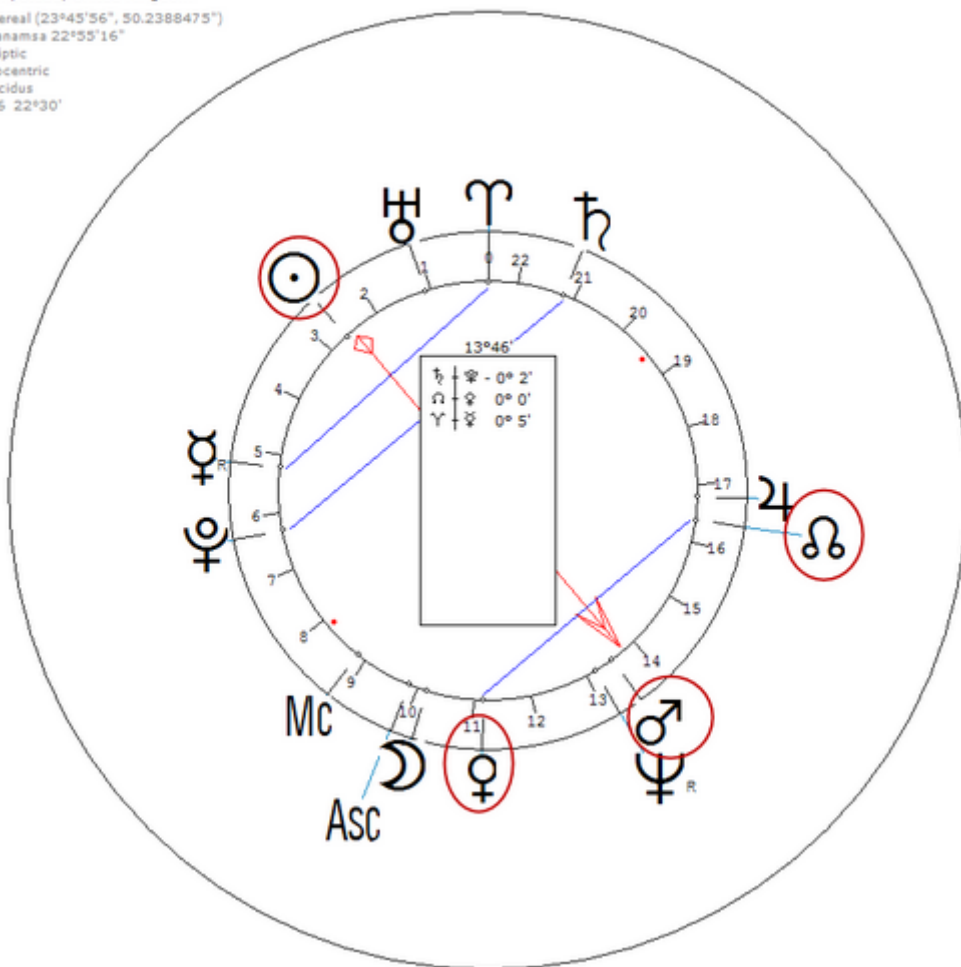 ereal (23°45'56", 50.2388475")
namsa 22°55'16"
iptic
ocentric
cidus
22°30'
♅ ♈ ♄
☉
0 22
1 21
2 20
3 19
4 18
5 17
6 16
7 15
8 14
9 13
10 12
11
13°46'
♄ - 0° 2'
☊ ♀ 0° 0'
♈ ☿ 0° 5'
☿ R
♇
♃
☊
Mc
☽
♀
♂
♆ R
Asc